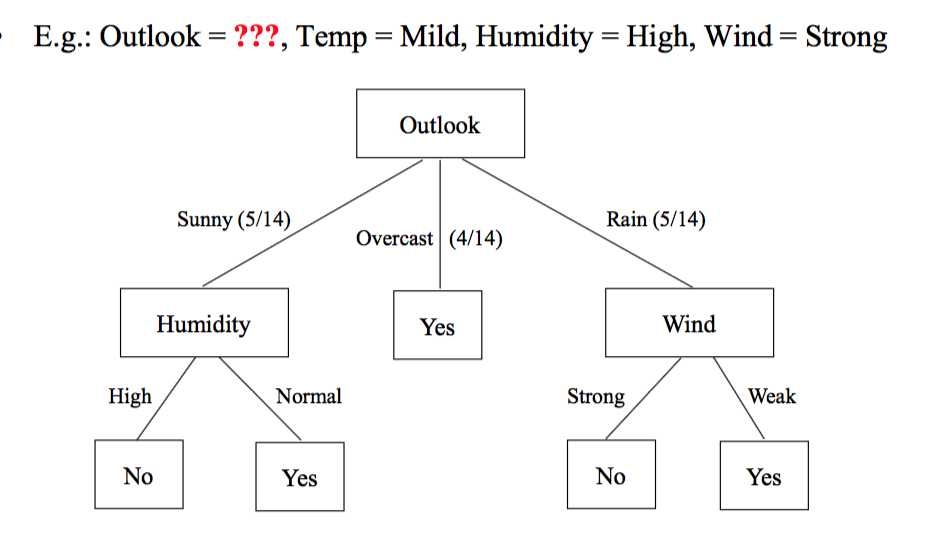 E.g.: Outlook = ???, Temp = Mild, Humidity = High, Wind = Strong
Outlook
Sunny (5/14)
Overcast (4/14)
Rain (5/14)
Humidity
Yes
Wind
High
Normal
Strong
Weak
No
Yes
No
Yes